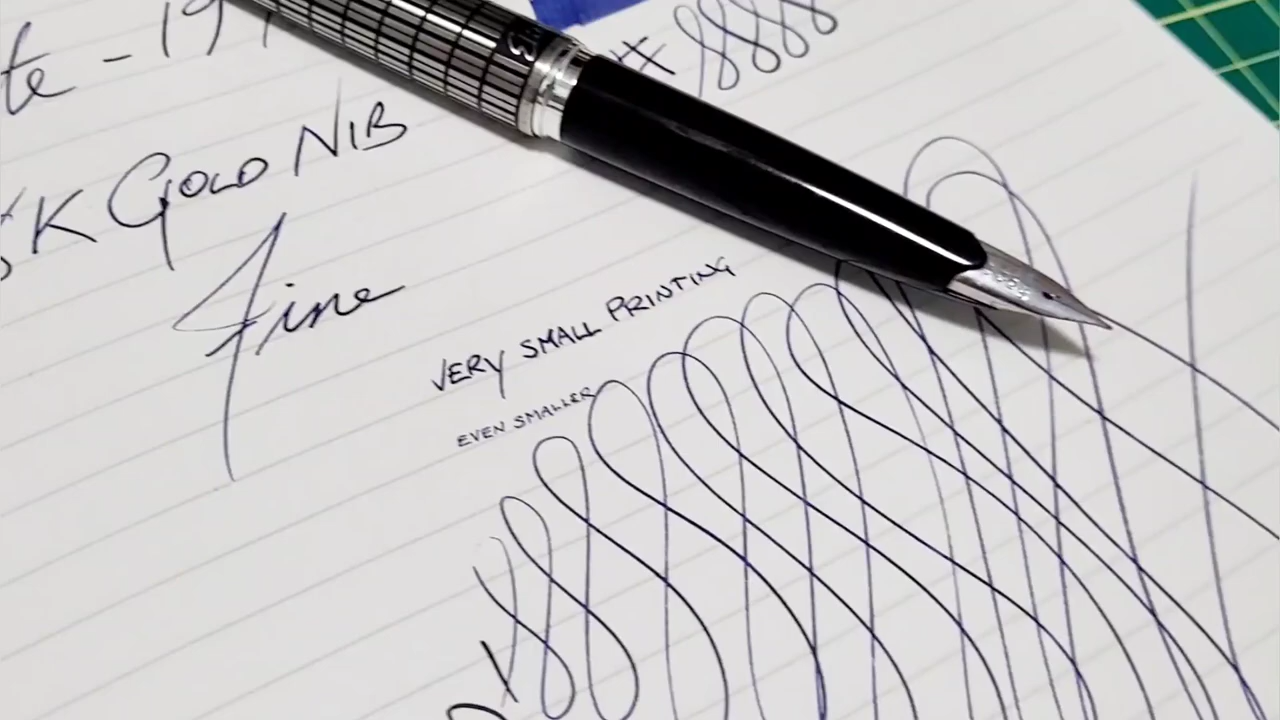 te - 19
K GOLD NIB
Fine
VERY SMALL PRINTING
EVEN SMALLER